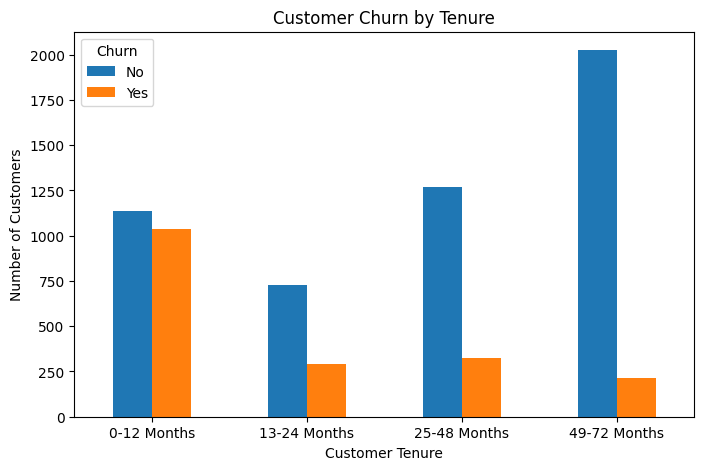 Customer Churn by Tenure
Churn
No
Yes
Number of Customers
2000
1750
1500
1250
1000
750
500
250
0
0-12 Months
13-24 Months
25-48 Months
49-72 Months
Customer Tenure